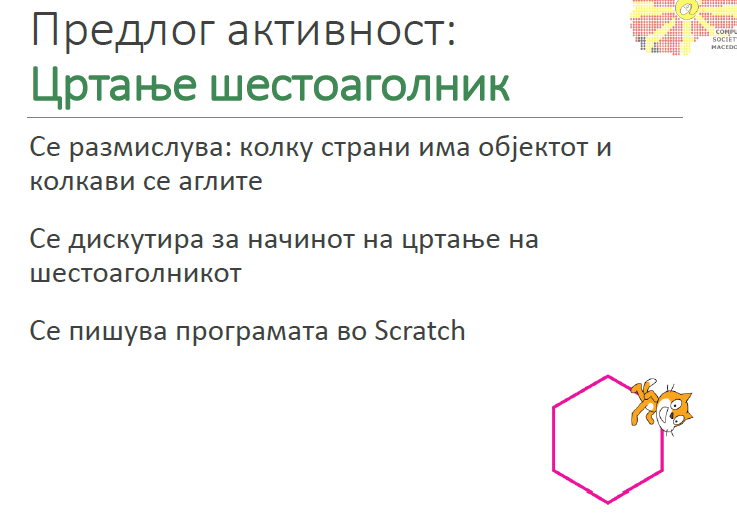 Предлог активност:
Цртање шестоаголник
Се размислува: колку страни има објектот и
колкави се аглите
Се дискутира за начинот на цртање на
шестоаголникот
Се пишува програмата во Scratch